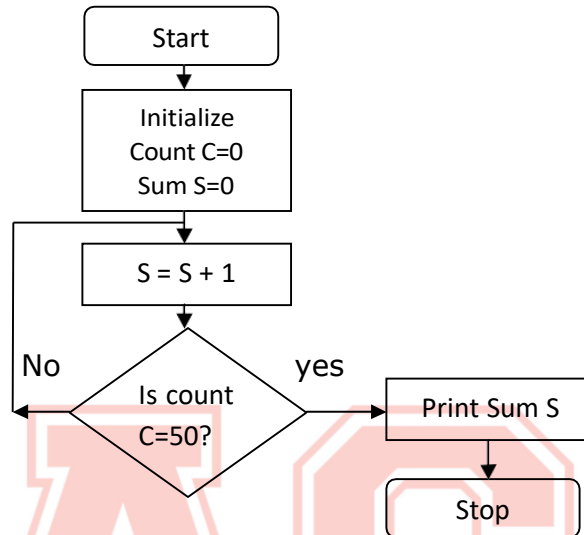 Start
Initialize
Count C=0
Sum S=0
S = S + 1
No
yes
Is count
C=50?
Print Sum S
Stop